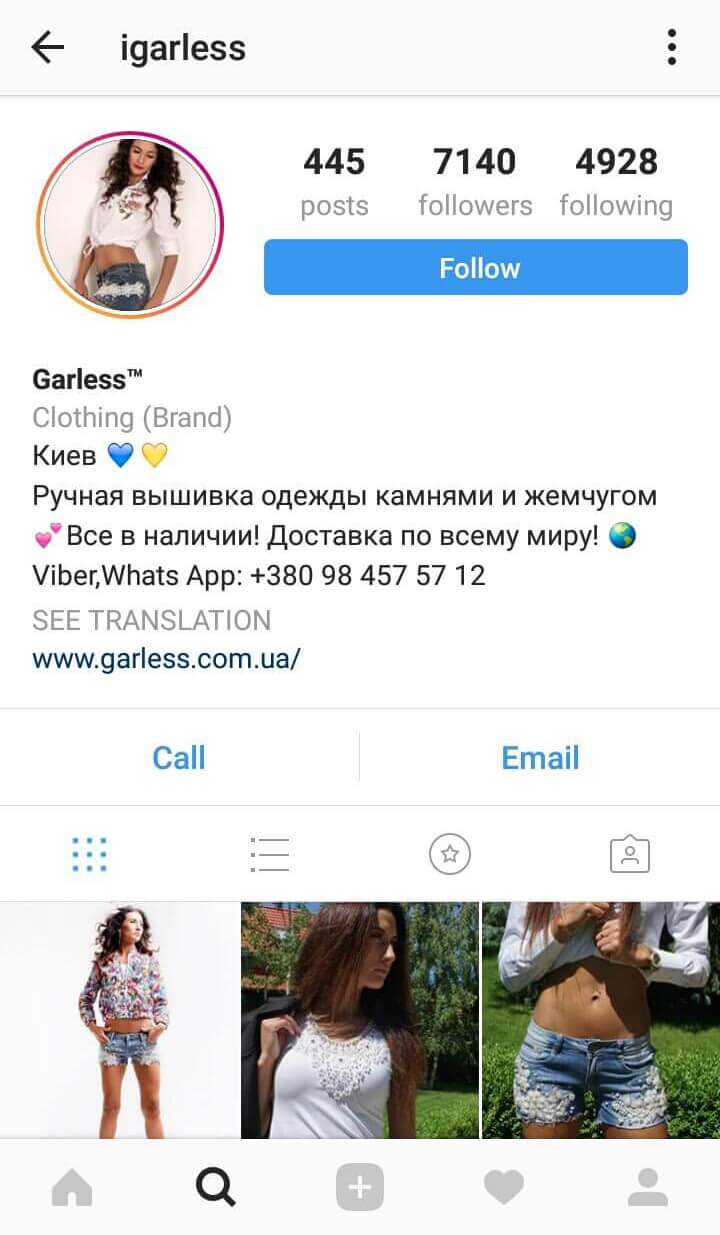 igarless
445 7140 4928
posts followers following
Follow
Garless™
Clothing (Brand)
Киев 💙 💛
Ручная вышивка одежды камнями и жемчугом
💕 Все в наличии! Доставка по всему миру! 🌎
Viber,Whats App: +380 98 457 57 12
SEE TRANSLATION
www.garless.com.ua/
Call Email